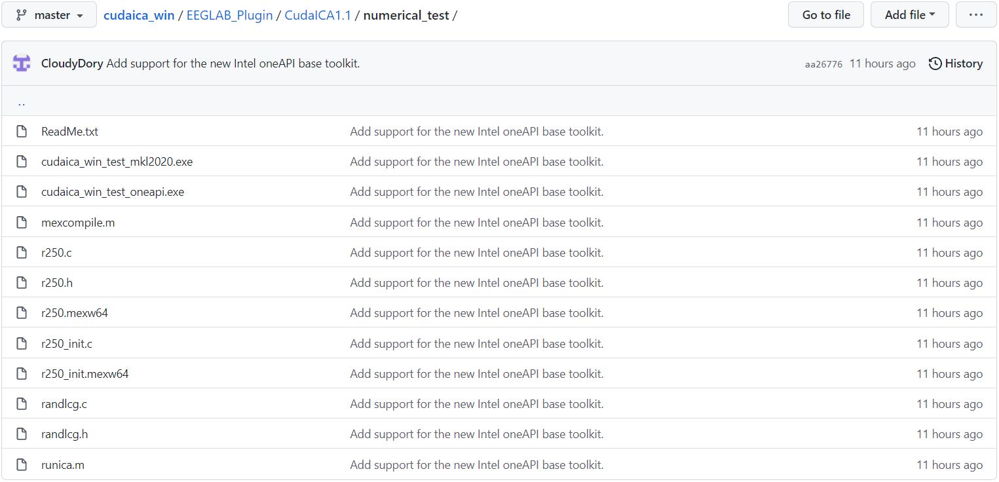 master cudaica_win / EEGLAB_Plugin / CudaICA1.1 / numerical_test / Go to file Add file ...
CloudyDory Add support for the new Intel oneAPI base toolkit. aa26776 11 hours ago History
..
ReadMe.txt Add support for the new Intel oneAPI base toolkit. 11 hours ago
cudaica_win_test_mkl2020.exe Add support for the new Intel oneAPI base toolkit. 11 hours ago
cudaica_win_test_oneapi.exe Add support for the new Intel oneAPI base toolkit. 11 hours ago
mexcompile.m Add support for the new Intel oneAPI base toolkit. 11 hours ago
r250.c Add support for the new Intel oneAPI base toolkit. 11 hours ago
r250.h Add support for the new Intel oneAPI base toolkit. 11 hours ago
r250.mexw64 Add support for the new Intel oneAPI base toolkit. 11 hours ago
r250_init.c Add support for the new Intel oneAPI base toolkit. 11 hours ago
r250_init.mexw64 Add support for the new Intel oneAPI base toolkit. 11 hours ago
randlcg.c Add support for the new Intel oneAPI base toolkit. 11 hours ago
randlcg.h Add support for the new Intel oneAPI base toolkit. 11 hours ago
runica.m Add support for the new Intel oneAPI base toolkit. 11 hours ago